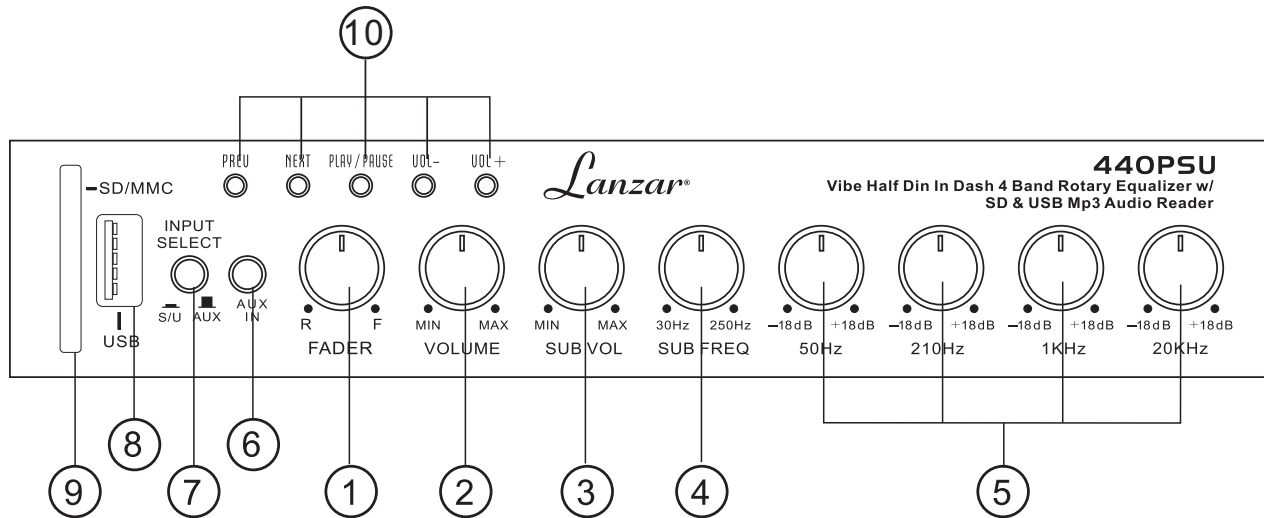 10
PREV NEXT PLAY/PAUSE VOL- VOL+
Lanzar®
440PSU
Vibe Half Din In Dash 4 Band Rotary Equalizer w/
SD & USB Mp3 Audio Reader
SD/MMC
INPUT
SELECT
S/U AUX
AUX
IN
USB
R F
FADER
MIN MAX
VOLUME
MIN MAX
SUB VOL
30Hz 250Hz
SUB FREQ
-18dB +18dB
50Hz
-18dB +18dB
210Hz
-18dB +18dB
1KHz
-18dB +18dB
20KHz
8 6
9 7 1 2 3 4 5